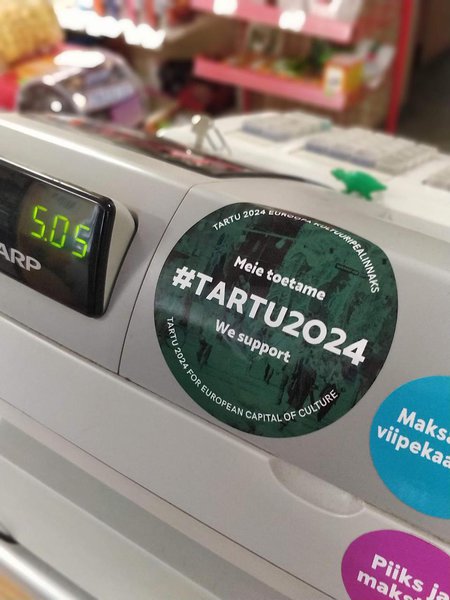 5.05
ARP
TARTU 2024 EUROOPA KULTUURIPEALINNAKS
Meie toetame
#TARTU2024
We support
TARTU 2024 FOR EUROPEAN CAPITAL OF CULTURE
Maksa
viipekaa
Piiks ja
maks